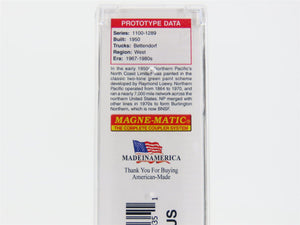 PROTOTYPE DATA
Series: 1100-1289
Built: 1950
Trucks: Bettendorf
Region: West
Era: 1967-1980s
In the early 1950's Northern Pacific's
North Coast Limited was painted in the
classic two-tone green paint scheme
developed by Raymond Loewy. Northern
Pacific operated from 1864 to 1970, and
ran a nearly 7,000 mile network across the
northern United States. NP merged with
other lines in 1970s to form Burlington
Northern, which is now BNSF.
MAGNE-MATIC®
THE COMPLETE COUPLER SYSTEM
MADE IN AMERICA
Thank You For Buying
American-Made
35
1
US